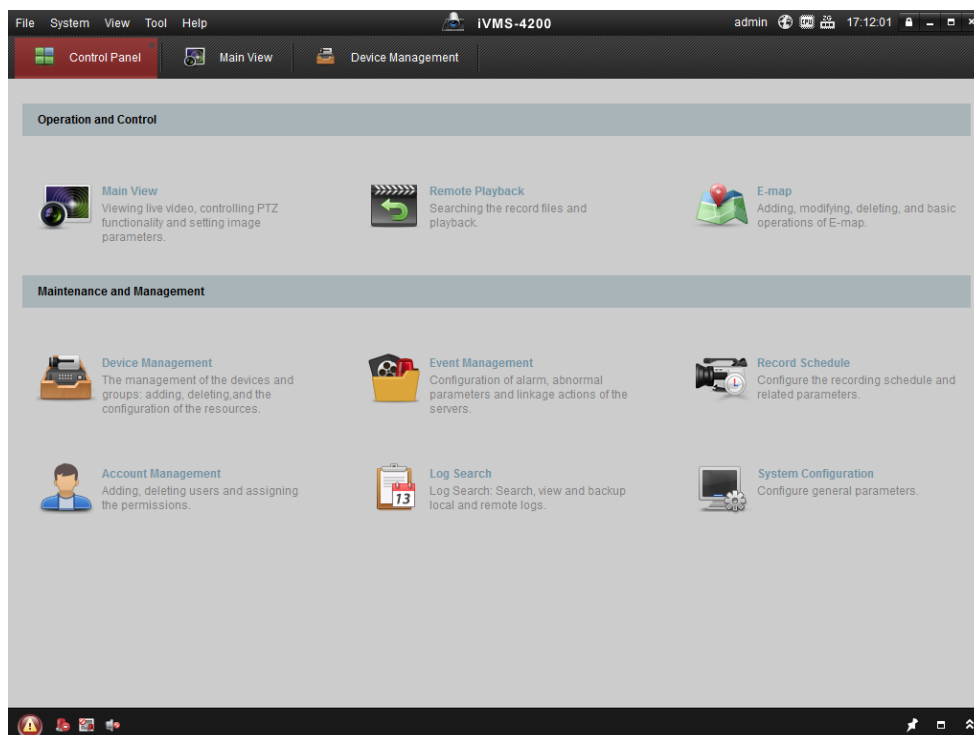 File System View Tool Help iVMS-4200 admin 17:12:01
Control Panel Main View Device Management
Operation and Control
Main View
Viewing live video, controlling PTZ
functionality and setting image
parameters.
Remote Playback
Searching the record files and
playback.
E-map
Adding, modifying, deleting, and basic
operations of E-map.
Maintenance and Management
Device Management
The management of the devices and
groups: adding, deleting,and the
configuration of the resources.
Event Management
Configuration of alarm, abnormal
parameters and linkage actions of the
servers.
Record Schedule
Configure the recording schedule and
related parameters.
Account Management
Adding, deleting users and assigning
the permissions.
13
Log Search
Log Search: Search, view and backup
local and remote logs.
System Configuration
Configure general parameters.